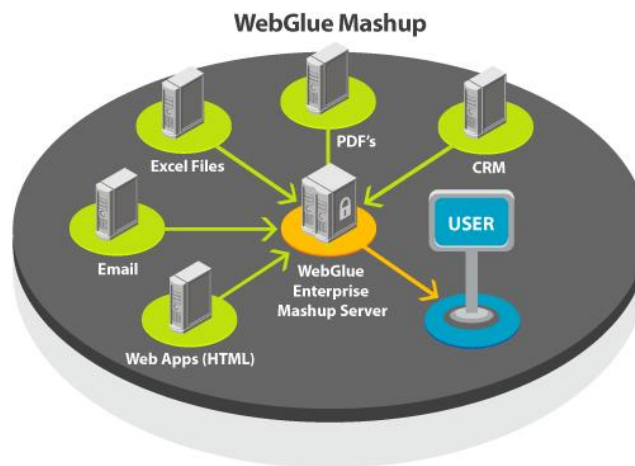 WebGlue Mashup
PDF's
Excel Files
CRM
USER
Email
WebGlue
Enterprise
Mashup Server
Web Apps (HTML)